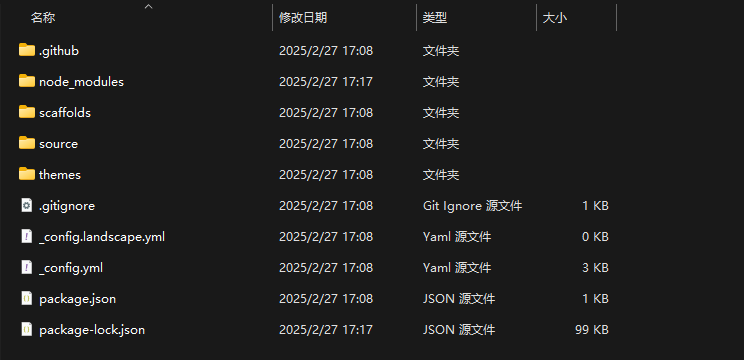 名称 修改日期 类型 大小
.github 2025/2/27 17:08 文件夹
node_modules 2025/2/27 17:17 文件夹
scaffolds 2025/2/27 17:08 文件夹
source 2025/2/27 17:08 文件夹
themes 2025/2/27 17:08 文件夹
.gitignore 2025/2/27 17:08 Git Ignore 源文件 1 KB
_config.landscape.yml 2025/2/27 17:08 Yaml 源文件 0 KB
_config.yml 2025/2/27 17:08 Yaml 源文件 3 KB
package.json 2025/2/27 17:08 JSON 源文件 1 KB
package-lock.json 2025/2/27 17:17 JSON 源文件 99 KB